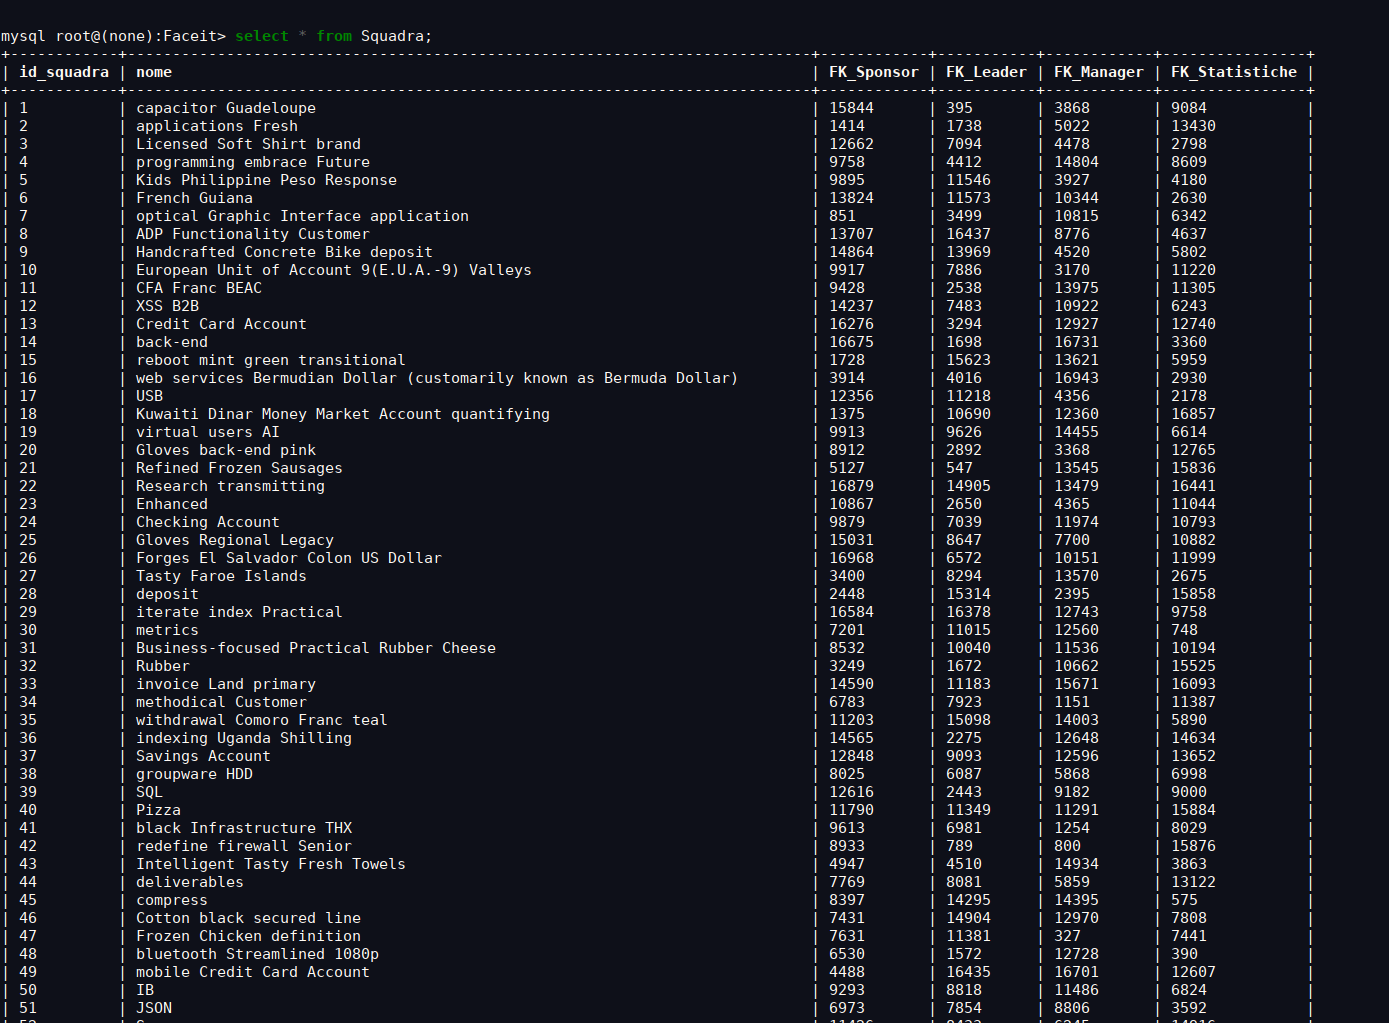 mysql root@(none):Faceit> select * from Squadra;
+------------+----------------------------------------------------------------------------+------------+-----------+------------+----------------+
| id_squadra | nome | FK_Sponsor | FK_Leader | FK_Manager | FK_Statistiche |
+------------+----------------------------------------------------------------------------+------------+-----------+------------+----------------+
| 1 | capacitor Guadeloupe | 15844 | 395 | 3868 | 9084 |
| 2 | applications Fresh | 1414 | 1738 | 5022 | 13430 |
| 3 | Licensed Soft Shirt brand | 12662 | 7094 | 4478 | 2798 |
| 4 | programming embrace Future | 9758 | 4412 | 14804 | 8609 |
| 5 | Kids Philippine Peso Response | 9895 | 11546 | 3927 | 4180 |
| 6 | French Guiana | 13824 | 11573 | 10344 | 2630 |
| 7 | optical Graphic Interface application | 851 | 3499 | 10815 | 6342 |
| 8 | ADP Functionality Customer | 13707 | 16437 | 8776 | 4637 |
| 9 | Handcrafted Concrete Bike deposit | 14864 | 13969 | 4520 | 5802 |
| 10 | European Unit of Account 9(E.U.A.-9) Valleys | 9917 | 7886 | 3170 | 11220 |
| 11 | CFA Franc BEAC | 9428 | 2538 | 13975 | 11305 |
| 12 | XSS B2B | 14237 | 7483 | 10922 | 6243 |
| 13 | Credit Card Account | 16276 | 3294 | 12927 | 12740 |
| 14 | back-end | 16675 | 1698 | 16731 | 3360 |
| 15 | reboot mint green transitional | 1728 | 15623 | 13621 | 5959 |
| 16 | web services Bermudian Dollar (customarily known as Bermuda Dollar) | 3914 | 4016 | 16943 | 2930 |
| 17 | USB | 12356 | 11218 | 4356 | 2178 |
| 18 | Kuwaiti Dinar Money Market Account quantifying | 1375 | 10690 | 12360 | 16857 |
| 19 | virtual users AI | 9913 | 9626 | 14455 | 6614 |
| 20 | Gloves back-end pink | 8912 | 2892 | 3368 | 12765 |
| 21 | Refined Frozen Sausages | 5127 | 547 | 13545 | 15836 |
| 22 | Research transmitting | 16879 | 14905 | 13479 | 16441 |
| 23 | Enhanced | 10867 | 2650 | 4365 | 11044 |
| 24 | Checking Account | 9879 | 7039 | 11974 | 10793 |
| 25 | Gloves Regional Legacy | 15031 | 8647 | 7700 | 10882 |
| 26 | Forges El Salvador Colon US Dollar | 16968 | 6572 | 10151 | 11999 |
| 27 | Tasty Faroe Islands | 3400 | 8294 | 13570 | 2675 |
| 28 | deposit | 2448 | 15314 | 2395 | 15858 |
| 29 | iterate index Practical | 16584 | 16378 | 12743 | 9758 |
| 30 | metrics | 7201 | 11015 | 12560 | 748 |
| 31 | Business-focused Practical Rubber Cheese | 8532 | 10040 | 11536 | 10194 |
| 32 | Rubber | 3249 | 1672 | 10662 | 15525 |
| 33 | invoice Land primary | 14590 | 11183 | 15671 | 16093 |
| 34 | methodical Customer | 6783 | 7923 | 1151 | 11387 |
| 35 | withdrawal Comoro Franc teal | 11203 | 15098 | 14003 | 5890 |
| 36 | indexing Uganda Shilling | 14565 | 2275 | 12648 | 14634 |
| 37 | Savings Account | 12848 | 9093 | 12596 | 13652 |
| 38 | groupware HDD | 8025 | 6087 | 5868 | 6998 |
| 39 | SQL | 12616 | 2443 | 9182 | 9000 |
| 40 | Pizza | 11790 | 11349 | 11291 | 15884 |
| 41 | black Infrastructure THX | 9613 | 6981 | 1254 | 8029 |
| 42 | redefine firewall Senior | 8933 | 789 | 800 | 15876 |
| 43 | Intelligent Tasty Fresh Towels | 4947 | 4510 | 14934 | 3863 |
| 44 | deliverables | 7769 | 8081 | 5859 | 13122 |
| 45 | compress | 8397 | 14295 | 14395 | 575 |
| 46 | Cotton black secured line | 7431 | 14904 | 12970 | 7808 |
| 47 | Frozen Chicken definition | 7631 | 11381 | 327 | 7441 |
| 48 | bluetooth Streamlined 1080p | 6530 | 1572 | 12728 | 390 |
| 49 | mobile Credit Card Account | 4488 | 16435 | 16701 | 12607 |
| 50 | IB | 9293 | 8818 | 11486 | 6824 |
| 51 | JSON | 6973 | 7854 | 8806 | 3592 |